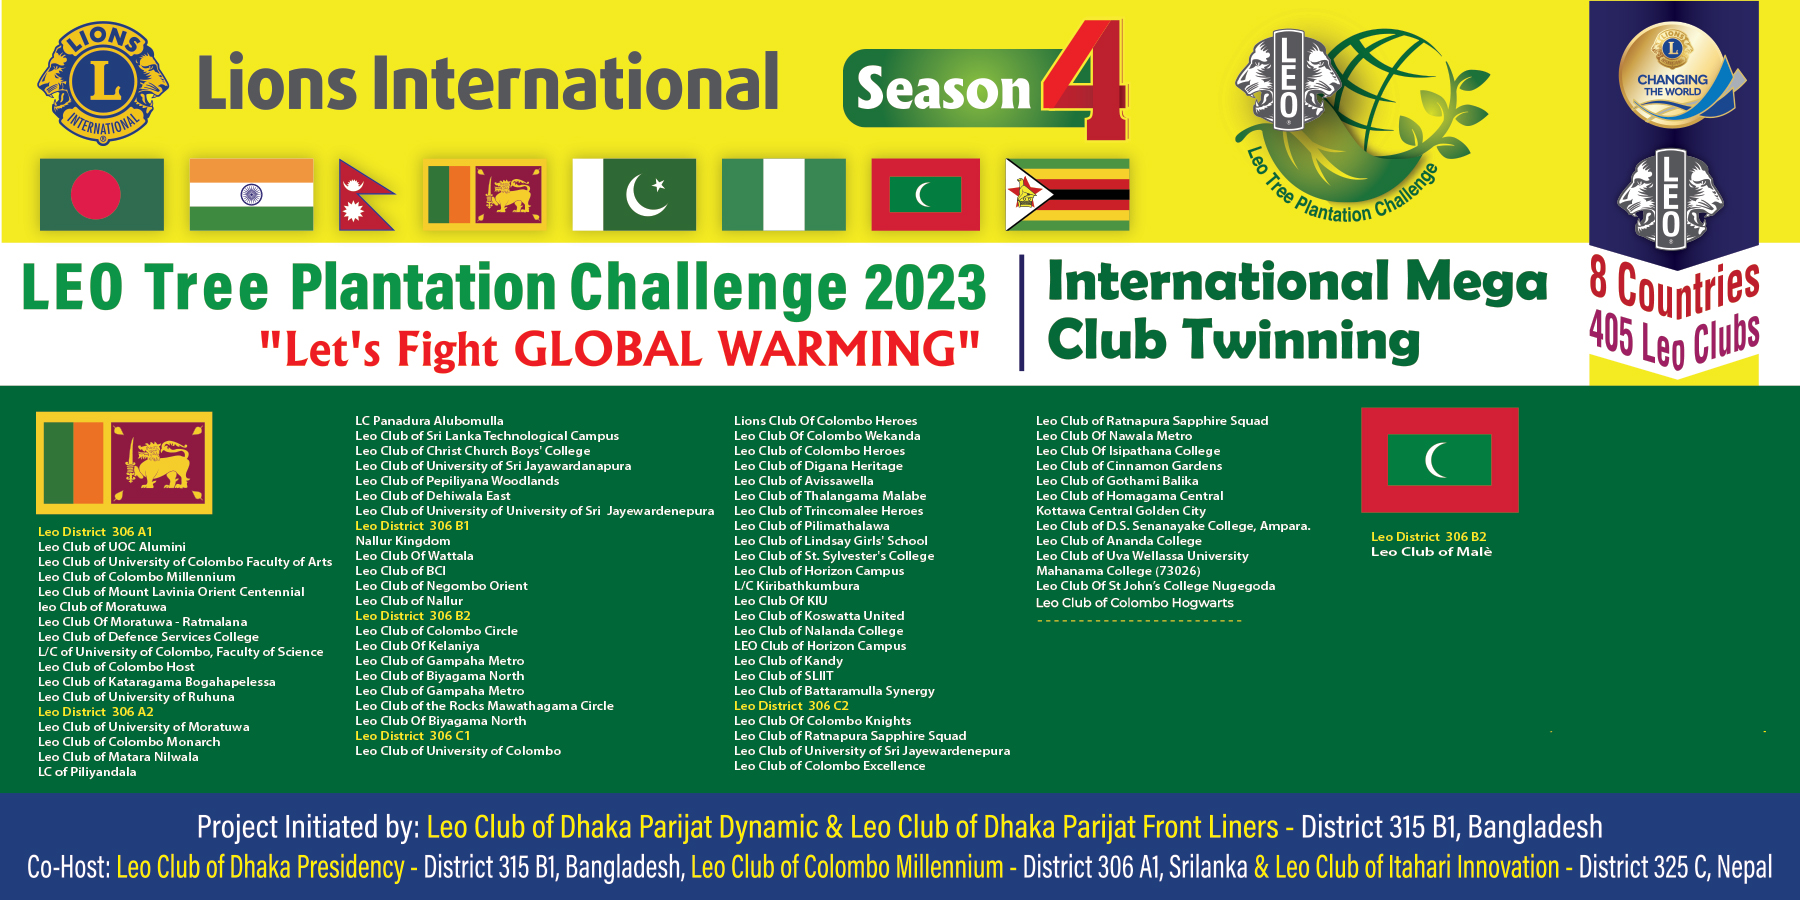 LIONS
L
INTERNATIONAL
®
Lions International
Season 4
LEO
Leo Tree Plantation Challenge
LIONS
L
CHANGING
THE WORLD
LEO
LEO Tree Plantation Challenge 2023
"Let's Fight GLOBAL WARMING"
International Mega
Club Twinning
8 Countries
405 Leo Clubs
Leo District 306 A1
Leo Club of UOC Alumini
Leo Club of University of Colombo Faculty of Arts
Leo Club of Colombo Millennium
Leo Club of Mount Lavinia Orient Centennial
leo Club of Moratuwa
Leo Club Of Moratuwa - Ratmalana
Leo Club of Defence Services College
L/C of University of Colombo, Faculty of Science
Leo Club of Colombo Host
Leo Club of Kataragama Bogahapelessa
Leo Club of University of Ruhuna
Leo District 306 A2
Leo Club of University of Moratuwa
Leo Club of Colombo Monarch
Leo Club of Matara Nilwala
LC of Piliyandala
LC Panadura Alubomulla
Leo Club of Sri Lanka Technological Campus
Leo Club of Christ Church Boys' College
Leo Club of University of Sri Jayawardanapura
Leo Club of Pepiliyana Woodlands
Leo Club of Dehiwala East
Leo Club of University of University of Sri Jayewardenepura
Leo District 306 B1
Nallur Kingdom
Leo Club Of Wattala
Leo Club of BCI
Leo Club of Negombo Orient
Leo Club of Nallur
Leo District 306 B2
Leo Club of Colombo Circle
Leo Club Of Kelaniya
Leo Club of Gampaha Metro
Leo Club of Biyagama North
Leo Club of Gampaha Metro
Leo Club of the Rocks Mawathagama Circle
Leo Club Of Biyagama North
Leo District 306 C1
Leo Club of University of Colombo
Lions Club Of Colombo Heroes
Leo Club Of Colombo Wekanda
Leo Club of Colombo Heroes
Leo Club of Digana Heritage
Leo Club of Avissawella
Leo Club of Thalangama Malabe
Leo Club of Trincomalee Heroes
Leo Club of Pilimathalawa
Leo Club of Lindsay Girls' School
Leo Club of St. Sylvester's College
Leo Club of Horizon Campus
L/C Kiribathkumbura
Leo Club Of KIU
Leo Club of Koswatta United
Leo Club of Nalanda College
LEO Club of Horizon Campus
Leo Club of Kandy
Leo Club of SLIIT
Leo Club of Battaramulla Synergy
Leo District 306 C2
Leo Club Of Colombo Knights
Leo Club of Ratnapura Sapphire Squad
Leo Club of University of Sri Jayewardenepura
Leo Club of Colombo Excellence
Leo Club of Ratnapura Sapphire Squad
Leo Club Of Nawala Metro
Leo Club Of Isipathana College
Leo Club of Cinnamon Gardens
Leo Club of Gothami Balika
Leo Club of Homagama Central
Kottawa Central Golden City
Leo Club of D.S. Senanayake College, Ampara.
Leo Club of Ananda College
Leo Club of Uva Wellassa University
Mahanama College (73026)
Leo Club Of St John's College Nugegoda
Leo Club of Colombo Hogwarts
-------------------------
Leo District 306 B2
Leo Club of Malè
Project Initiated by: Leo Club of Dhaka Parijat Dynamic & Leo Club of Dhaka Parijat Front Liners - District 315 B1, Bangladesh
Co-Host: Leo Club of Dhaka Presidency - District 315 B1, Bangladesh, Leo Club of Colombo Millennium - District 306 A1, Srilanka & Leo Club of Itahari Innovation - District 325 C, Nepal